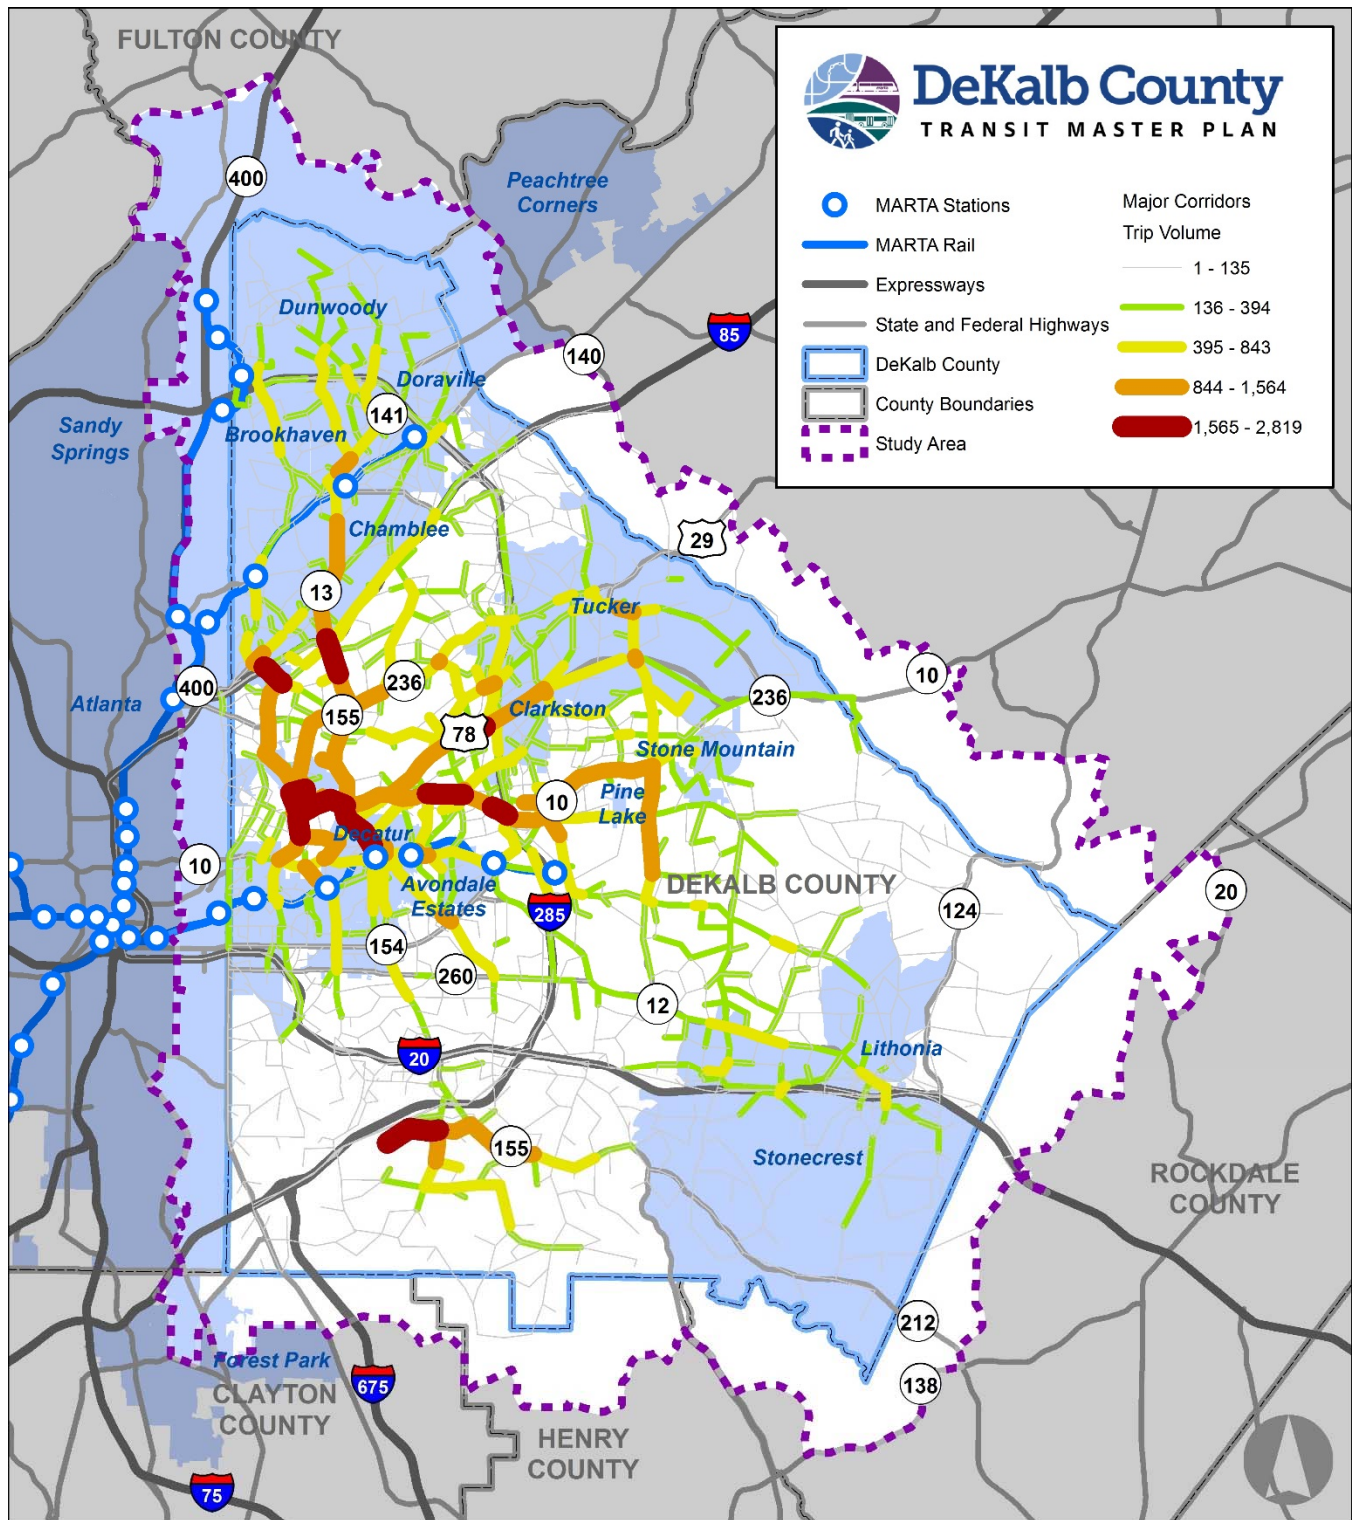 FULTON COUNTY
DeKalb County
TRANSIT MASTER PLAN
MARTA Stations
MARTA Rail
Expressways
State and Federal Highways
DeKalb County
County Boundaries
Study Area
Major Corridors
Trip Volume
1 - 135
136 - 394
395 - 843
844 - 1,564
1,565 - 2,819
400
Peachtree
Corners
Dunwoody
85
140
Doraville
141
Sandy
Springs
Brookhaven
Chamblee
29
13
Tucker
10
400
236
236
Atlanta
155
Clarkston
78
Stone Mountain
10
Pine
Lake
Decatur
10
Avondale
Estates
DEKALB COUNTY
20
285
124
154
260
12
20
Lithonia
155
Stonecrest
ROCKDALE
COUNTY
212
Forest Park
138
675
CLAYTON
COUNTY
HENRY
COUNTY
75